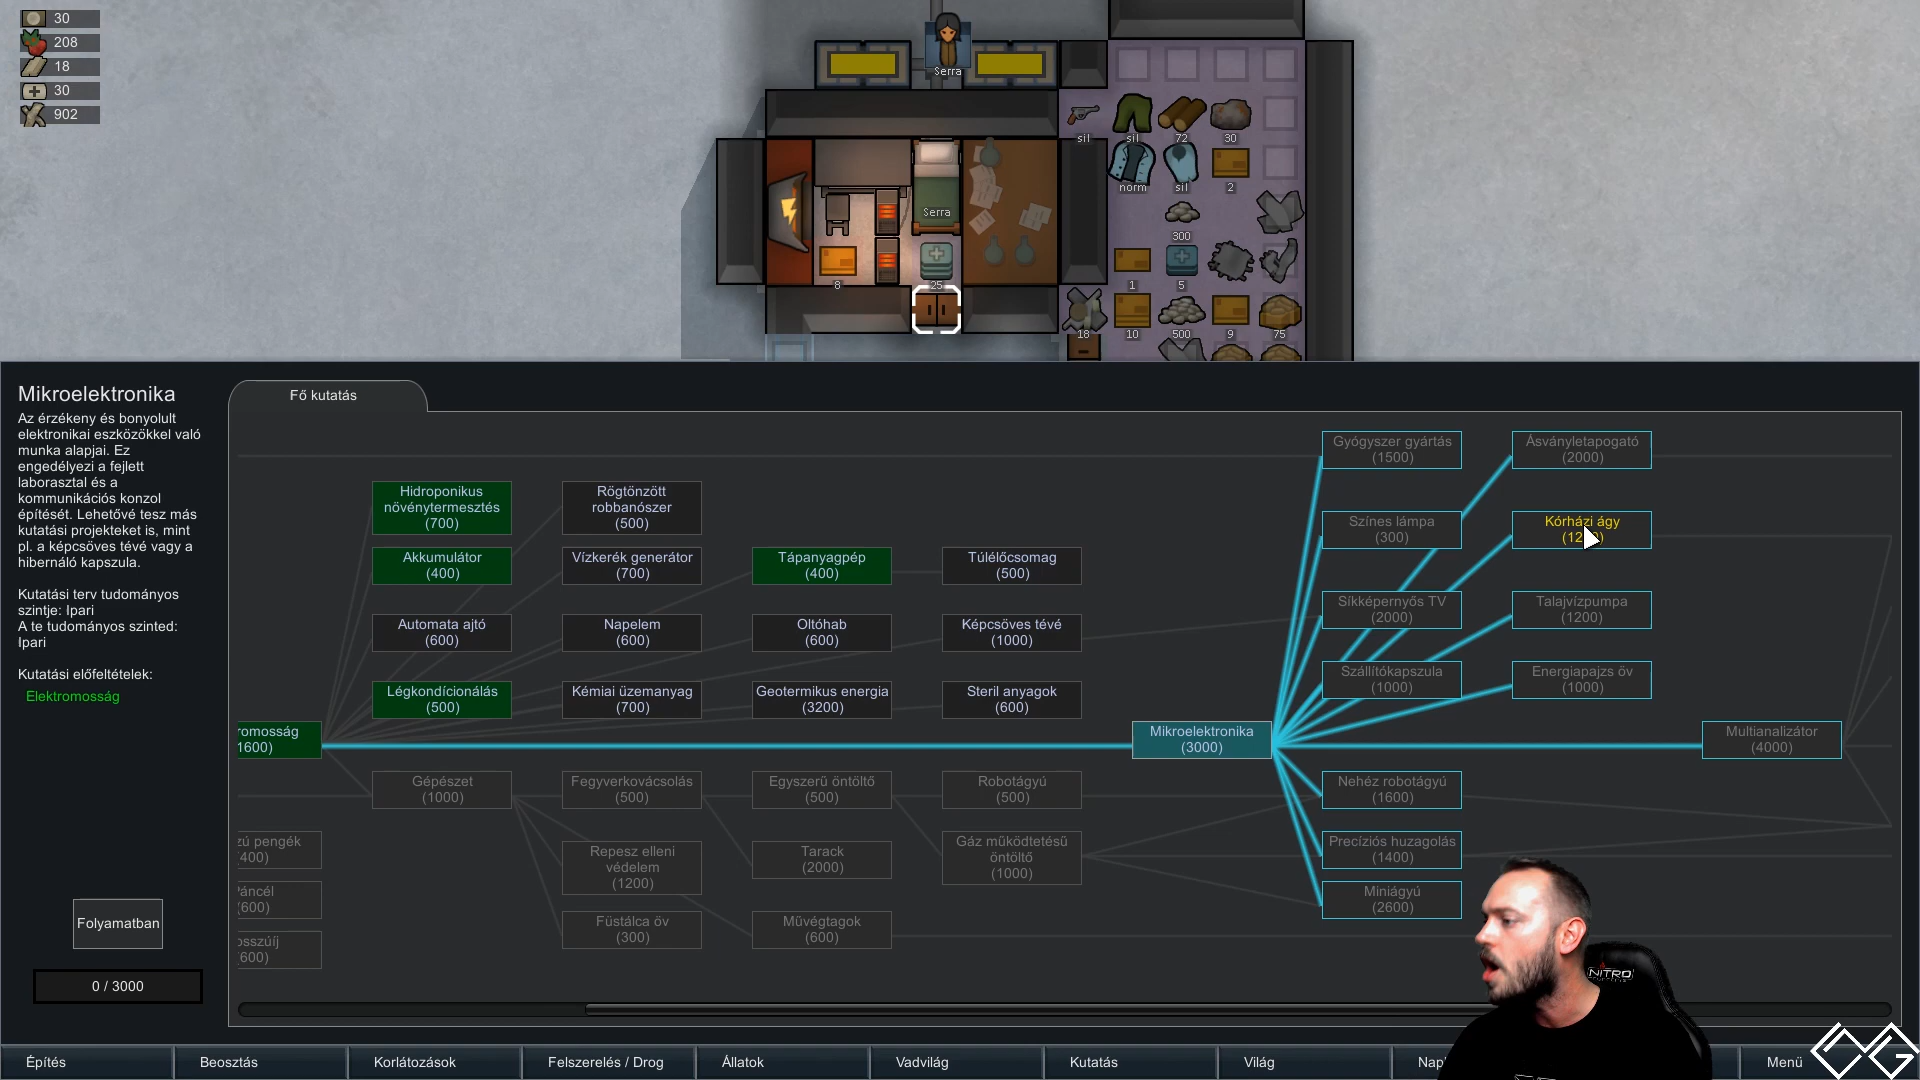 30
208
18
30
902
Serra
sil
sil
72
30
norm
sil
2
Serra
300
8
25
1
5
18
10
500
9
75
Mikroelektronika
Az érzékeny és bonyolult
elektronikai eszközökkel való
munka alapjai. Ez
engedélyezi a fejlett
laborasztal és a
kommunikációs konzol
építését. Lehetővé tesz más
kutatási projekteket is, mint
pl. a képcsöves tévé vagy a
hibernáló kapszula.
Kutatási terv tudományos
szintje: Ipari
A te tudományos szinted:
Ipari
Kutatási előfeltételek:
Elektromosság
Folyamatban
0 / 3000
Fő kutatás
Gyógyszer gyártás
(1500)
Ásványletapogató
(2000)
Hidroponikus
növénytermesztés
(700)
Rögtönzött
robbanószer
(500)
Színes lámpa
(300)
Kórházi ágy
Akkumulátor
(400)
Vízkerék generátor
(700)
Tápanyagpép
(400)
Túlélőcsomag
(500)
Síkképernyős TV
(2000)
Talajvízpumpa
(1200)
Automata ajtó
(600)
Napelem
(600)
Oltóhab
(600)
Képcsöves tévé
(1000)
Szállítókapszula
(1000)
Energiapajzs öv
(1000)
Légkondícionálás
(500)
Kémiai üzemanyag
(700)
Geotermikus energia
(3200)
Steril anyagok
(600)
romosság
1600)
Mikroelektronika
(3000)
Multianalizátor
(4000)
Gépészet
(1000)
Fegyverkovácsolás
(500)
Egyszerű öntöltő
(500)
Robotágyú
(500)
Nehéz robotágyú
(1600)
zú pengék
400)
Repesz elleni
védelem
(1200)
Tarack
(2000)
Gáz működtetésű
öntöltő
(1000)
Precíziós huzagolás
(1400)
Páncél
(600)
Miniágyú
(2600)
osszúíj
600)
Füstálca öv
(300)
Művégtagok
(600)
NITRO
Építés
Beosztás
Korlátozások
Felszerelés / Drog
Állatok
Vadvilág
Kutatás
Világ
Menü